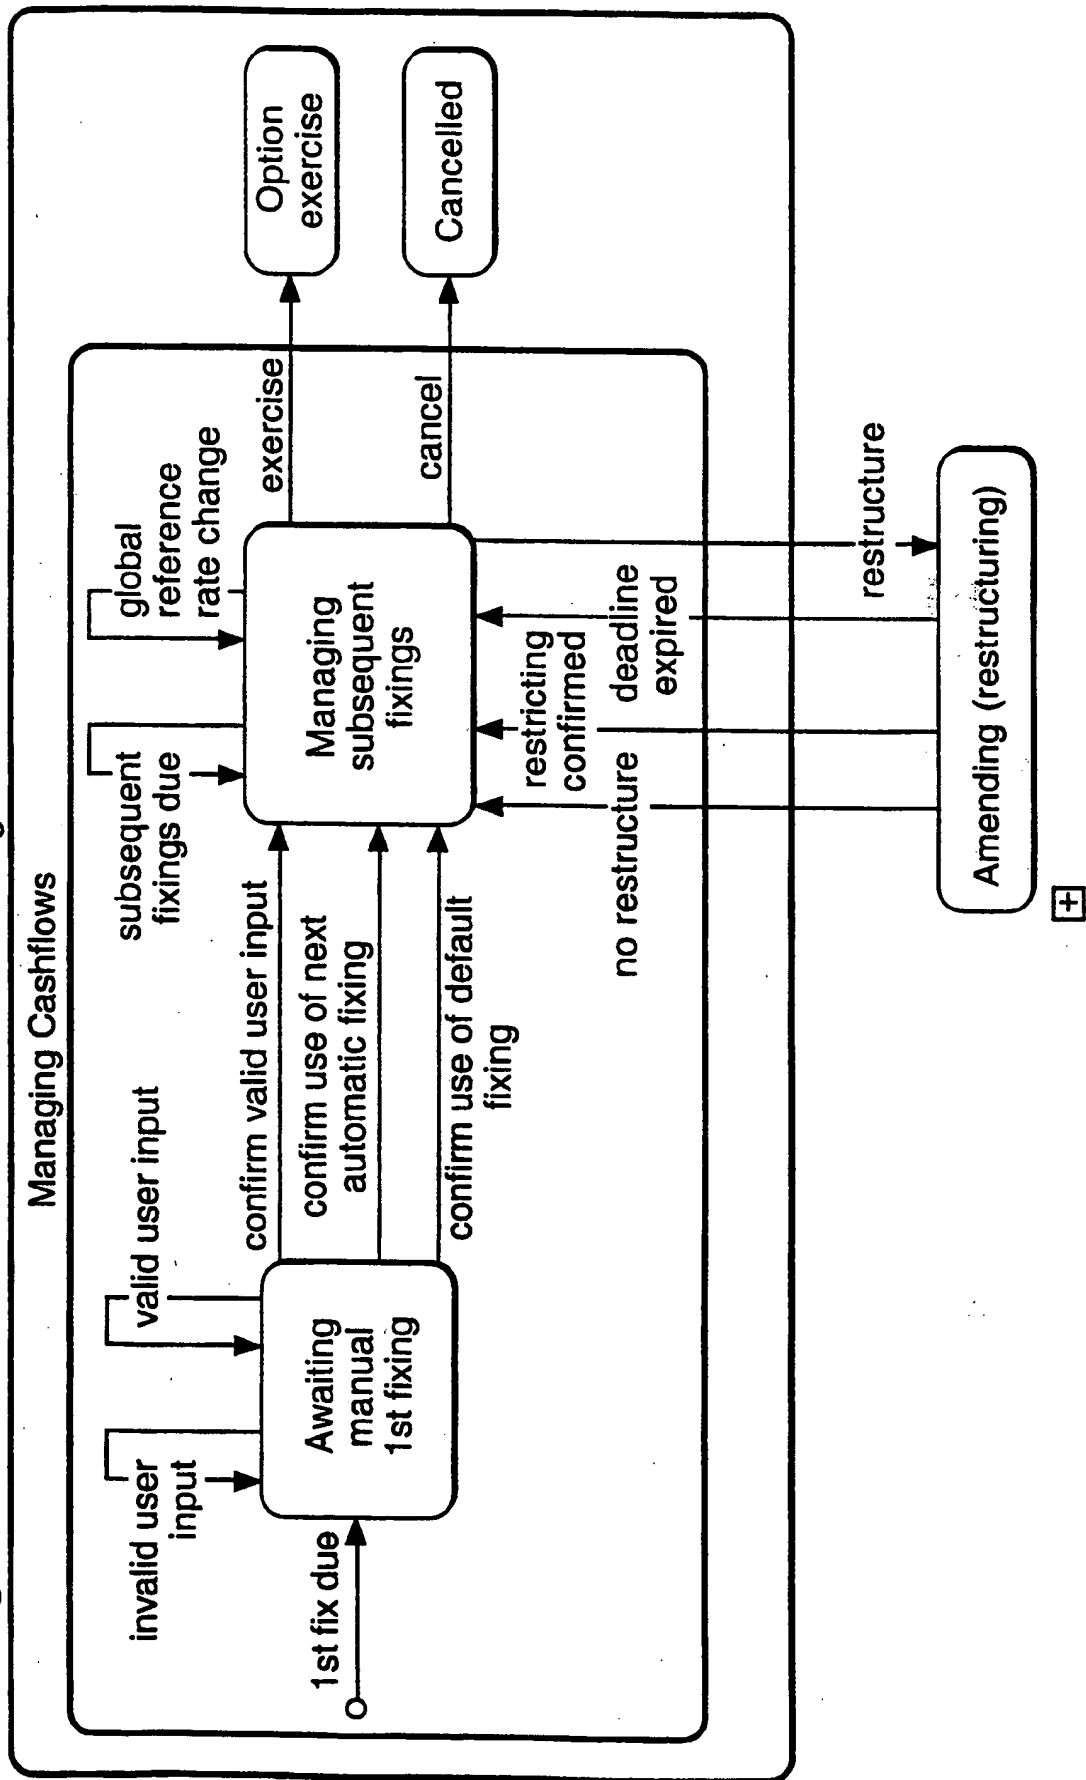 Managing Cashflows
invalid user
input
valid user input
subsequent
fixings due
global
reference
rate change
1st fix due
Awaiting
manual
1st fixing
confirm valid user input
confirm use of next
automatic fixing
confirm use of default
fixing
Managing
subsequent
fixings
exercise
Option
exercise
cancel
Cancelled
no restructure
restricting
confirmed
deadline
expired
restructure
Amending (restructuring)
+